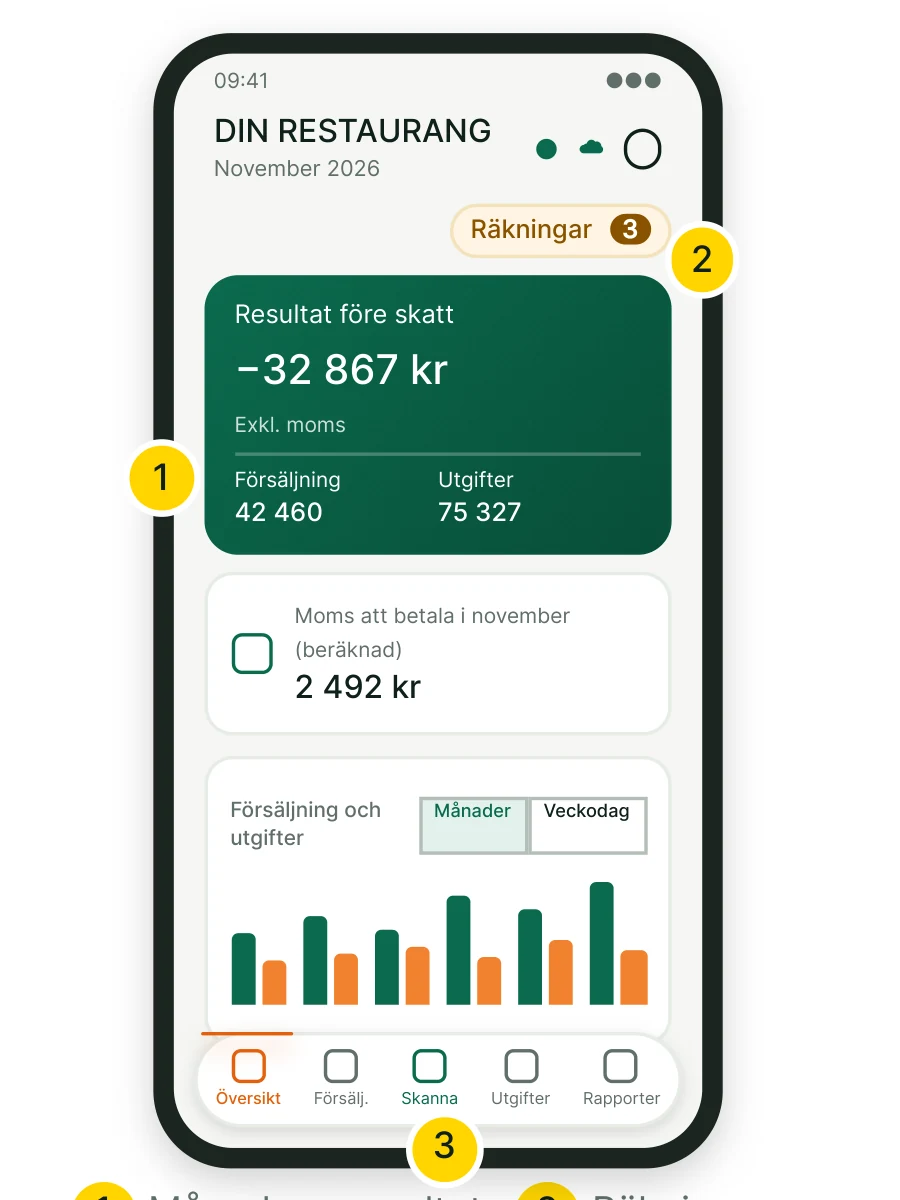 09:41
DIN RESTAURANG
November 2026
Räkningar 3
2
Resultat före skatt
−32 867 kr
Exkl. moms
1
Försäljning Utgifter
42 460 75 327
Moms att betala i november
(beräknad)
2 492 kr
Försäljning och
utgifter
Månader Veckodag
Översikt Försälj. Skanna Utgifter Rapporter
3